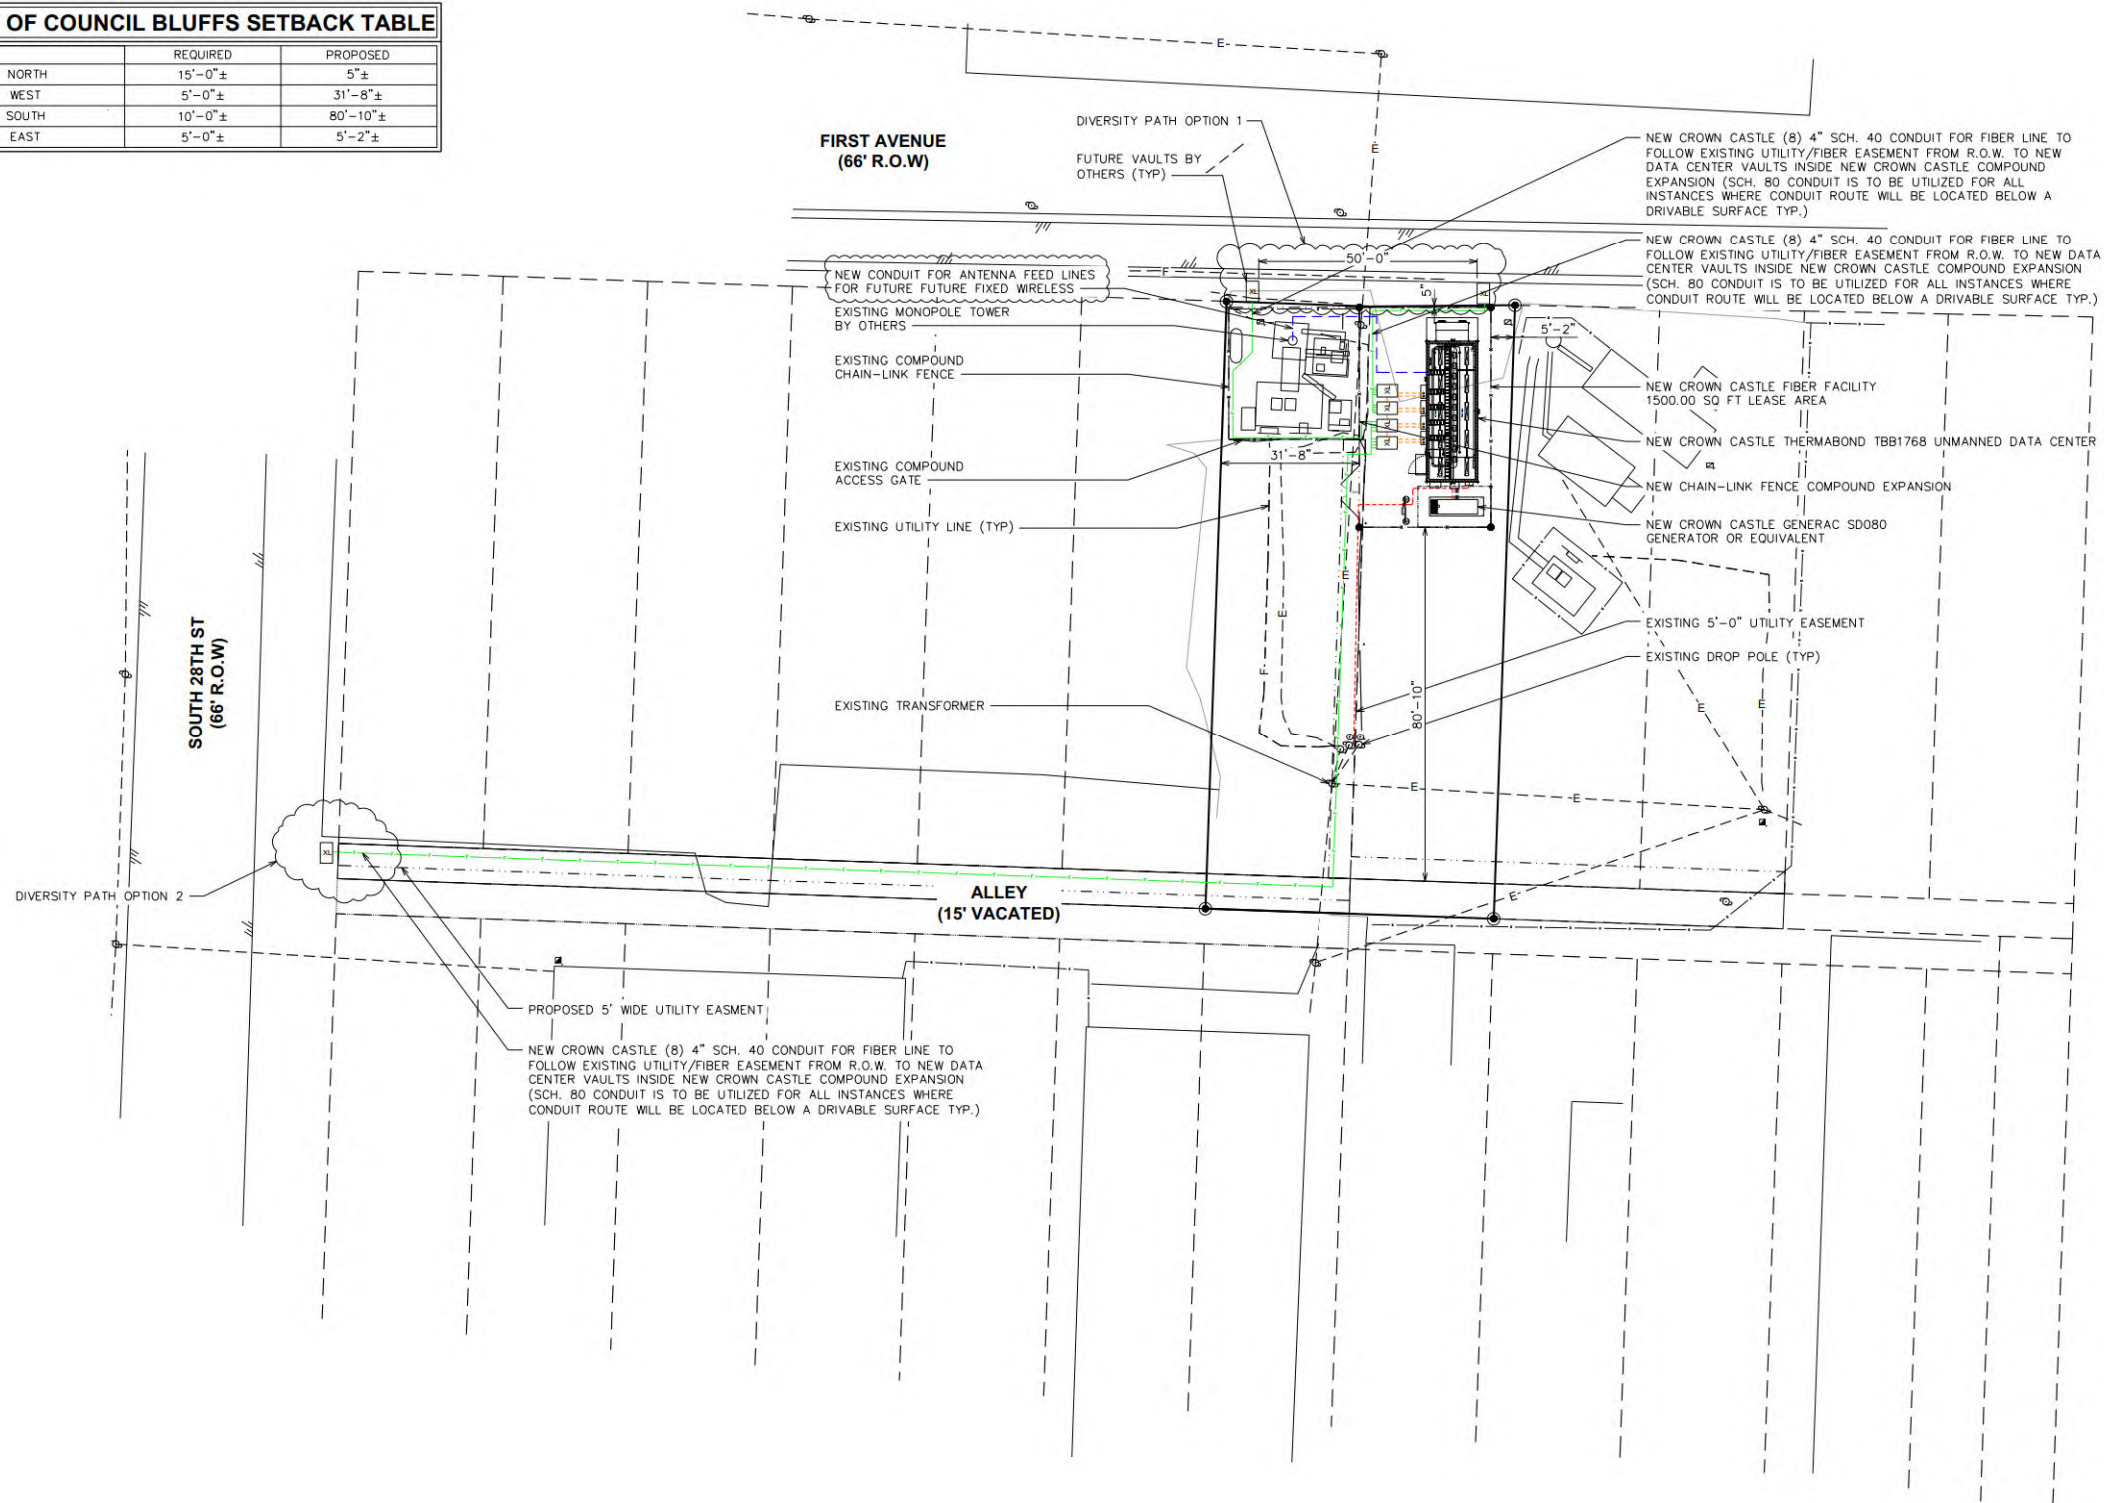 OF COUNCIL BLUFFS SETBACK TABLE
REQUIRED PROPOSED
NORTH 15'-0"± 5"±
WEST 5'-0"± 31'-8"±
SOUTH 10'-0"± 80'-10"±
EAST 5'-0"± 5'-2"±
FIRST AVENUE
(66' R.O.W)
DIVERSITY PATH OPTION 1
FUTURE VAULTS BY
OTHERS (TYP)
NEW CROWN CASTLE (8) 4" SCH. 40 CONDUIT FOR FIBER LINE TO
FOLLOW EXISTING UTILITY/FIBER EASEMENT FROM R.O.W. TO NEW
DATA CENTER VAULTS INSIDE NEW CROWN CASTLE COMPOUND
EXPANSION (SCH. 80 CONDUIT IS TO BE UTILIZED FOR ALL
INSTANCES WHERE CONDUIT ROUTE WILL BE LOCATED BELOW A
DRIVABLE SURFACE TYP.)
NEW CROWN CASTLE (8) 4" SCH. 40 CONDUIT FOR FIBER LINE TO
FOLLOW EXISTING UTILITY/FIBER EASEMENT FROM R.O.W. TO NEW DATA
CENTER VAULTS INSIDE NEW CROWN CASTLE COMPOUND EXPANSION
(SCH. 80 CONDUIT IS TO BE UTILIZED FOR ALL INSTANCES WHERE
CONDUIT ROUTE WILL BE LOCATED BELOW A DRIVABLE SURFACE TYP.)
NEW CONDUIT FOR ANTENNA FEED LINES
FOR FUTURE FUTURE FIXED WIRELESS
EXISTING MONOPOLE TOWER
BY OTHERS
EXISTING COMPOUND
CHAIN-LINK FENCE
EXISTING COMPOUND
ACCESS GATE
EXISTING UTILITY LINE (TYP)
EXISTING TRANSFORMER
50'-0"
5"
5'-2"
31'-8"
80'-10"
NEW CROWN CASTLE FIBER FACILITY
1500.00 SQ FT LEASE AREA
NEW CROWN CASTLE THERMABOND TBB1768 UNMANNED DATA CENTER
NEW CHAIN-LINK FENCE COMPOUND EXPANSION
NEW CROWN CASTLE GENERAC SD080
GENERATOR OR EQUIVALENT
EXISTING 5'-0" UTILITY EASEMENT
EXISTING DROP POLE (TYP)
SOUTH 28TH ST
(66' R.O.W)
DIVERSITY PATH OPTION 2
XL
ALLEY
(15' VACATED)
PROPOSED 5' WIDE UTILITY EASMENT
NEW CROWN CASTLE (8) 4" SCH. 40 CONDUIT FOR FIBER LINE TO
FOLLOW EXISTING UTILITY/FIBER EASEMENT FROM R.O.W. TO NEW DATA
CENTER VAULTS INSIDE NEW CROWN CASTLE COMPOUND EXPANSION
(SCH. 80 CONDUIT IS TO BE UTILIZED FOR ALL INSTANCES WHERE
CONDUIT ROUTE WILL BE LOCATED BELOW A DRIVABLE SURFACE TYP.)